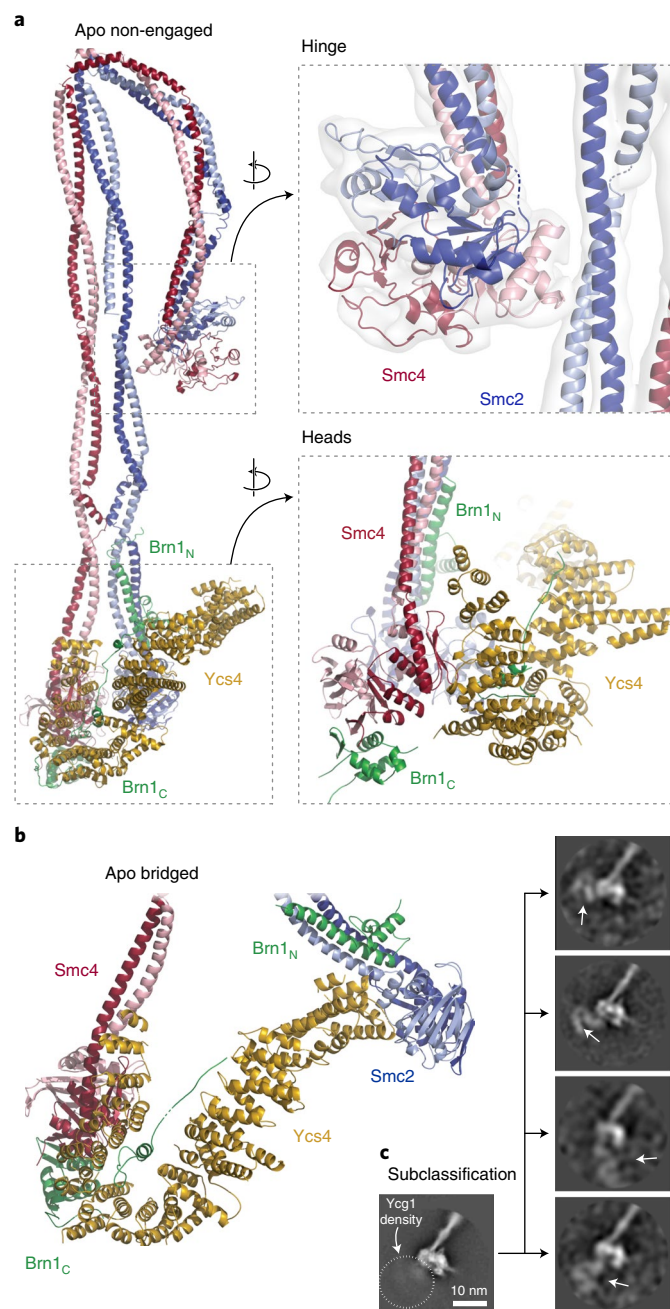 a
Apo non-engaged
Hinge
Smc4
Smc2
Heads
Brn1N
Ycs4
Brn1C
Smc4
Brn1N
Ycs4
Brn1C
b
Apo bridged
Smc4
Brn1N
Smc2
Ycs4
Brn1C
c
Subclassification
Ycg1
density
10 nm